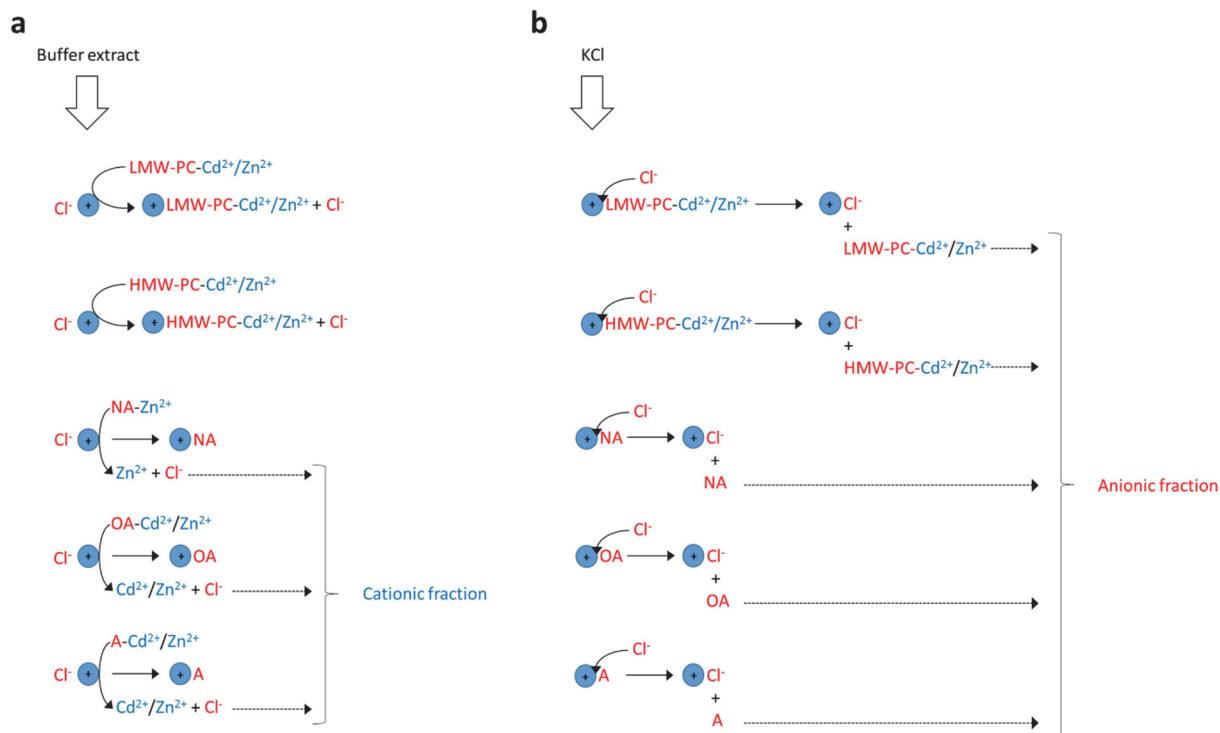 a
Buffer extract
LMW-PC-Cd²⁺/Zn²⁺
Cl⁻ + + LMW-PC-Cd²⁺/Zn²⁺ + Cl⁻
HMW-PC-Cd²⁺/Zn²⁺
Cl⁻ + + HMW-PC-Cd²⁺/Zn²⁺ + Cl⁻
NA-Zn²⁺
Cl⁻ + + NA
Zn²⁺ + Cl⁻
OA-Cd²⁺/Zn²⁺
Cl⁻ + + OA
Cd²⁺/Zn²⁺ + Cl⁻
Cationic fraction
A-Cd²⁺/Zn²⁺
Cl⁻ + + A
Cd²⁺/Zn²⁺ + Cl⁻
b
KCl
Cl⁻
+ LMW-PC-Cd²⁺/Zn²⁺ + Cl⁻
+
LMW-PC-Cd²⁺/Zn²⁺
Cl⁻
+ HMW-PC-Cd²⁺/Zn²⁺ + Cl⁻
+
HMW-PC-Cd²⁺/Zn²⁺
Cl⁻
+ NA + Cl⁻
+
NA
Anionic fraction
Cl⁻
+ OA + Cl⁻
+
OA
Cl⁻
+ A + Cl⁻
+
A